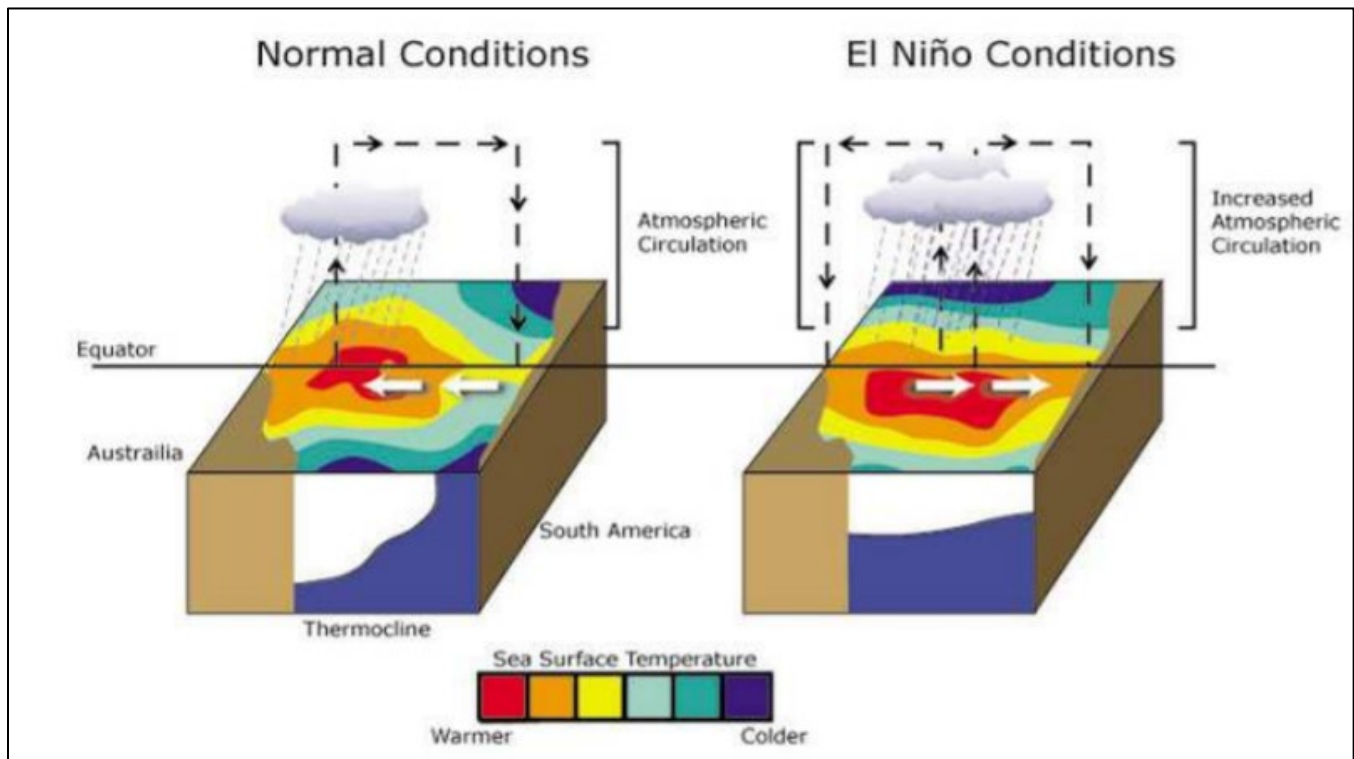 Normal Conditions
El Niño Conditions
Atmospheric
Circulation
Increased
Atmospheric
Circulation
Equator
Austrailia
South America
Thermocline
Sea Surface Temperature
Warmer
Colder